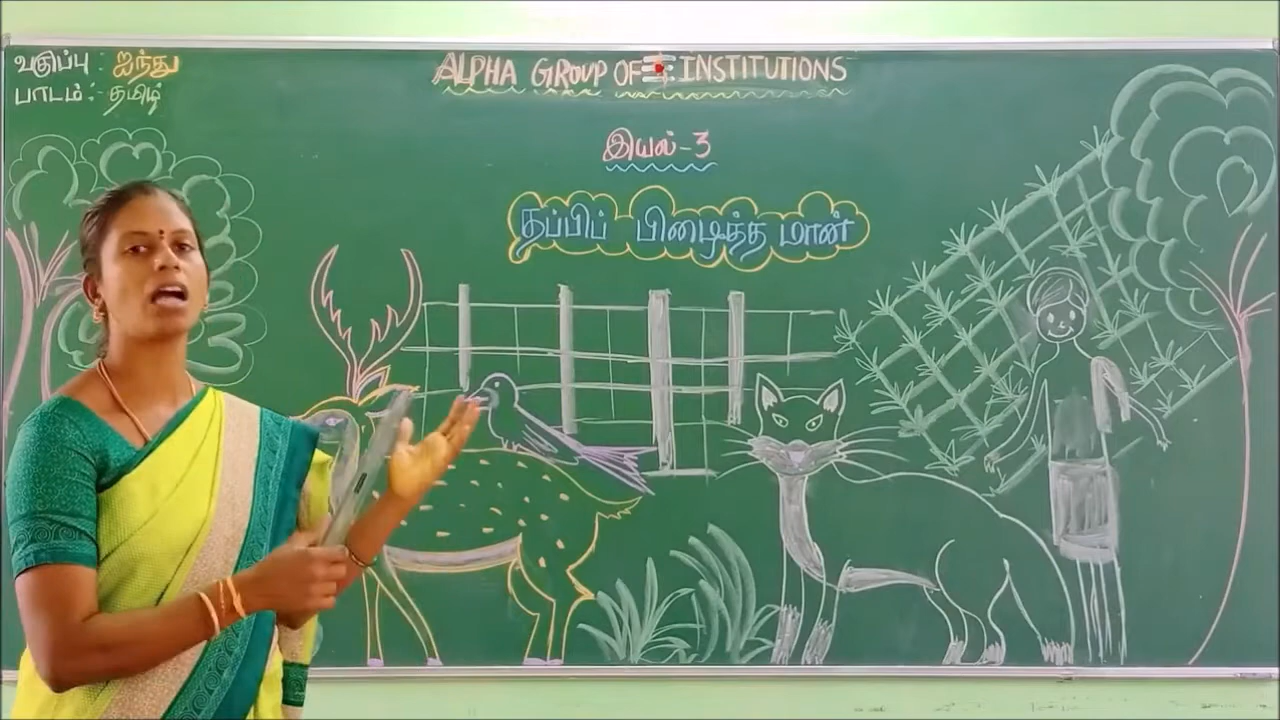 வகுப்பு : ஐந்து
பாடம் :- தமிழ்
ALPHA GROUP OF INSTITUTIONS
இயல்-3
தப்பிப் பிழைத்த மான்